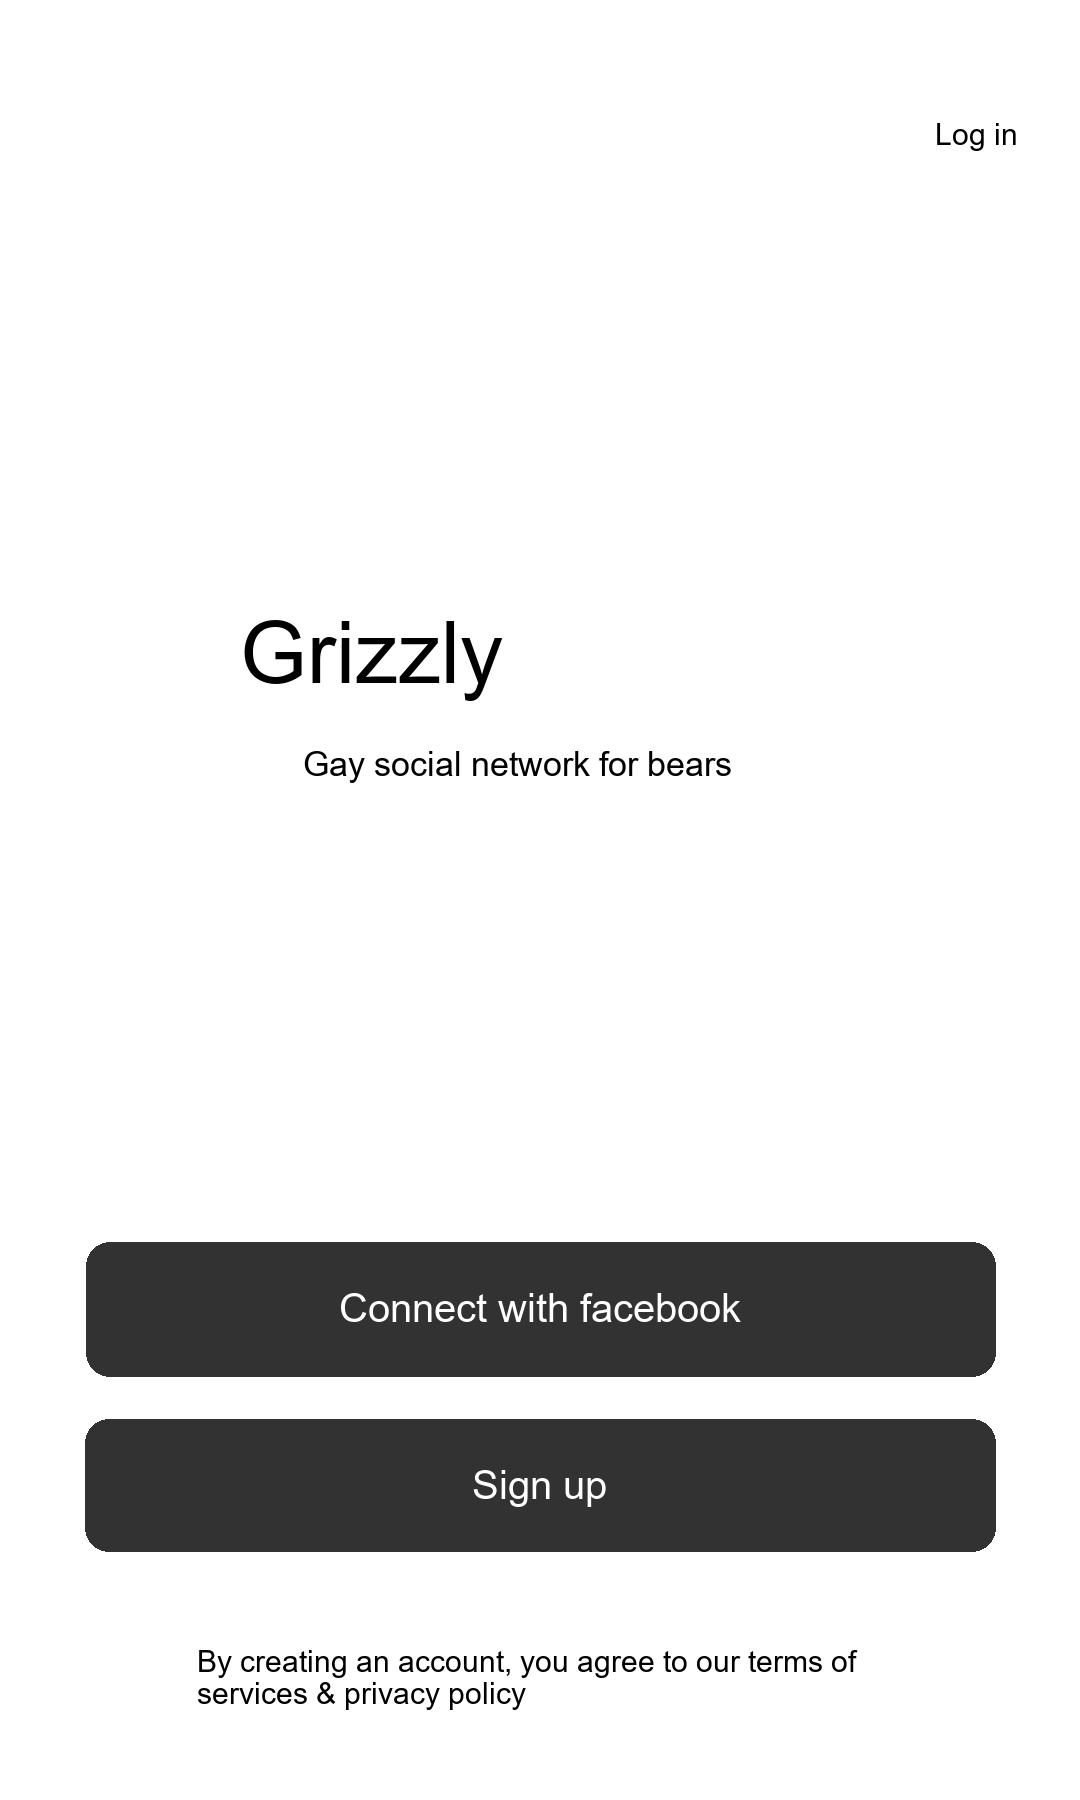 Log in
Grizzly
Gay social network for bears
Connect with facebook
Sign up
By creating an account, you agree to our terms of
services & privacy policy